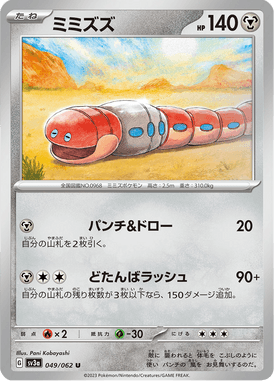 たね ミミズズ HP 140
全国図鑑NO.0968 ミミズポケモン 高さ：2.5m 重さ：310.0kg
パンチ&ドロー 20
自分の山札を2枚引く。
どたんばラッシュ 90+
自分の山札の残り枚数が3枚以下なら、150ダメージ追加。
弱点 ×2 抵抗力 -30 にげる
Illus. Pani Kobayashi
sv3a 049/062 U
©2023 Pokémon/Nintendo/Creatures/GAME FREAK.